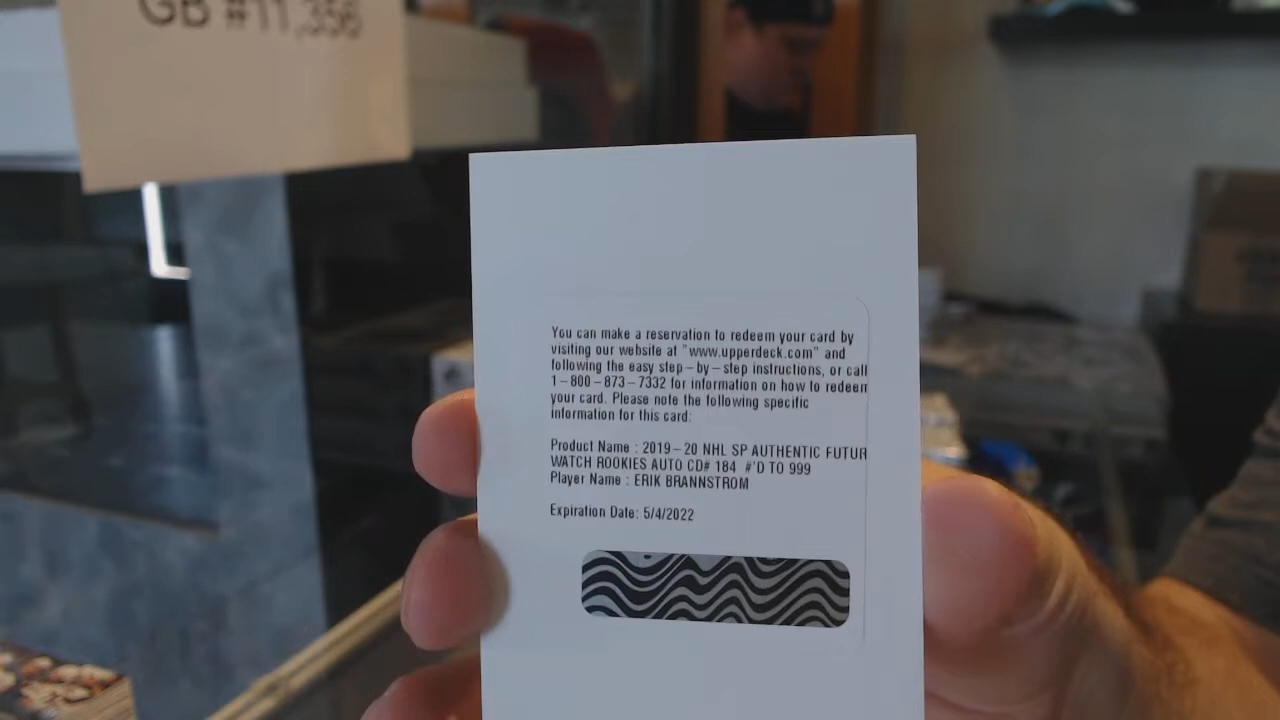 GB #11,356
You can make a reservation to redeem your card by
visiting our website at "www.upperdeck.com" and
following the easy step-by-step instructions, or call
1-800-873-7332 for information on how to redeem
your card. Please note the following specific
information for this card:
Product Name : 2019-20 NHL SP AUTHENTIC FUTUR
WATCH ROOKIES AUTO CD# 184 #'D TO 999
Player Name : ERIK BRANNSTROM
Expiration Date: 5/4/2022